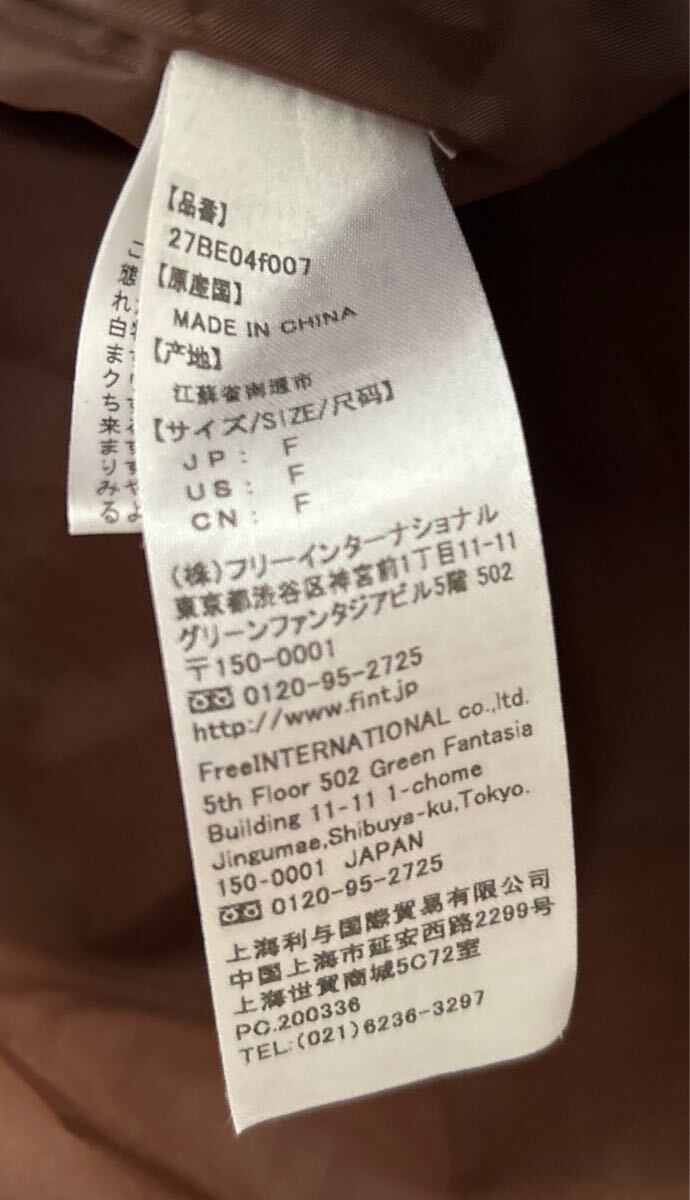 【品番】
27BE04f007
【原産国】
MADE IN CHINA
【产地】
江蘇省南通市
【サイズ/SIZE/尺码】
JP: F
US: F
CN: F
(株)フリーインターナショナル
東京都渋谷区神宮前1丁目11-11
グリーンファンタジアビル5階 502
〒150-0001
0120-95-2725
http://www.fint.jp
FreeINTERNATIONAL co.,ltd.
5th Floor 502 Green Fantasia
Building 11-11 1-chome
Jingumae,Shibuya-ku,Tokyo.
150-0001 JAPAN
0120-95-2725
上海利与国際貿易有限公司
中国上海市延安西路2299号
上海世貿商城5C72室
PC.200336
TEL:(021)6236-3297